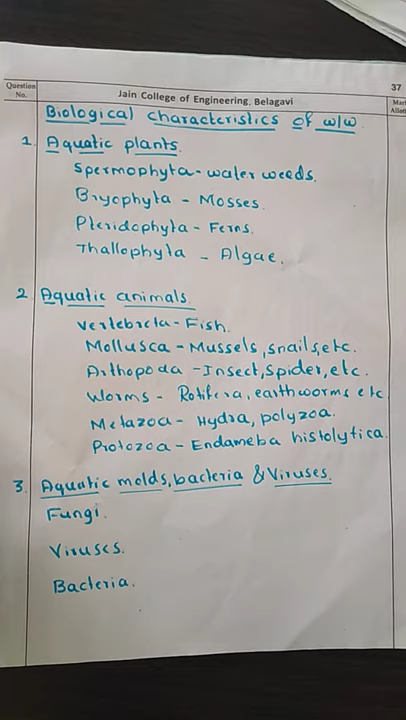 Question No.
Jain College of Engineering, Belagavi
37
Biological characteristics of w/w
1. Aquatic plants.
Spermophyta - water weeds.
Bryophyta - Mosses.
Pteridophyta - Ferns.
Thallophyta - Algae.
2 Aquatic animals.
Vertebrata - Fish.
Mollusca - Mussels, snails, etc.
Arthopoda - Insect, Spider, etc.
Worms - Rotifera, earthworms etc
Metazoa - Hydra, polyzoa.
Protozoa - Endameba histolytica.
3. Aquatic molds, bacteria & Viruses.
Fungi.
Viruses.
Bacteria.